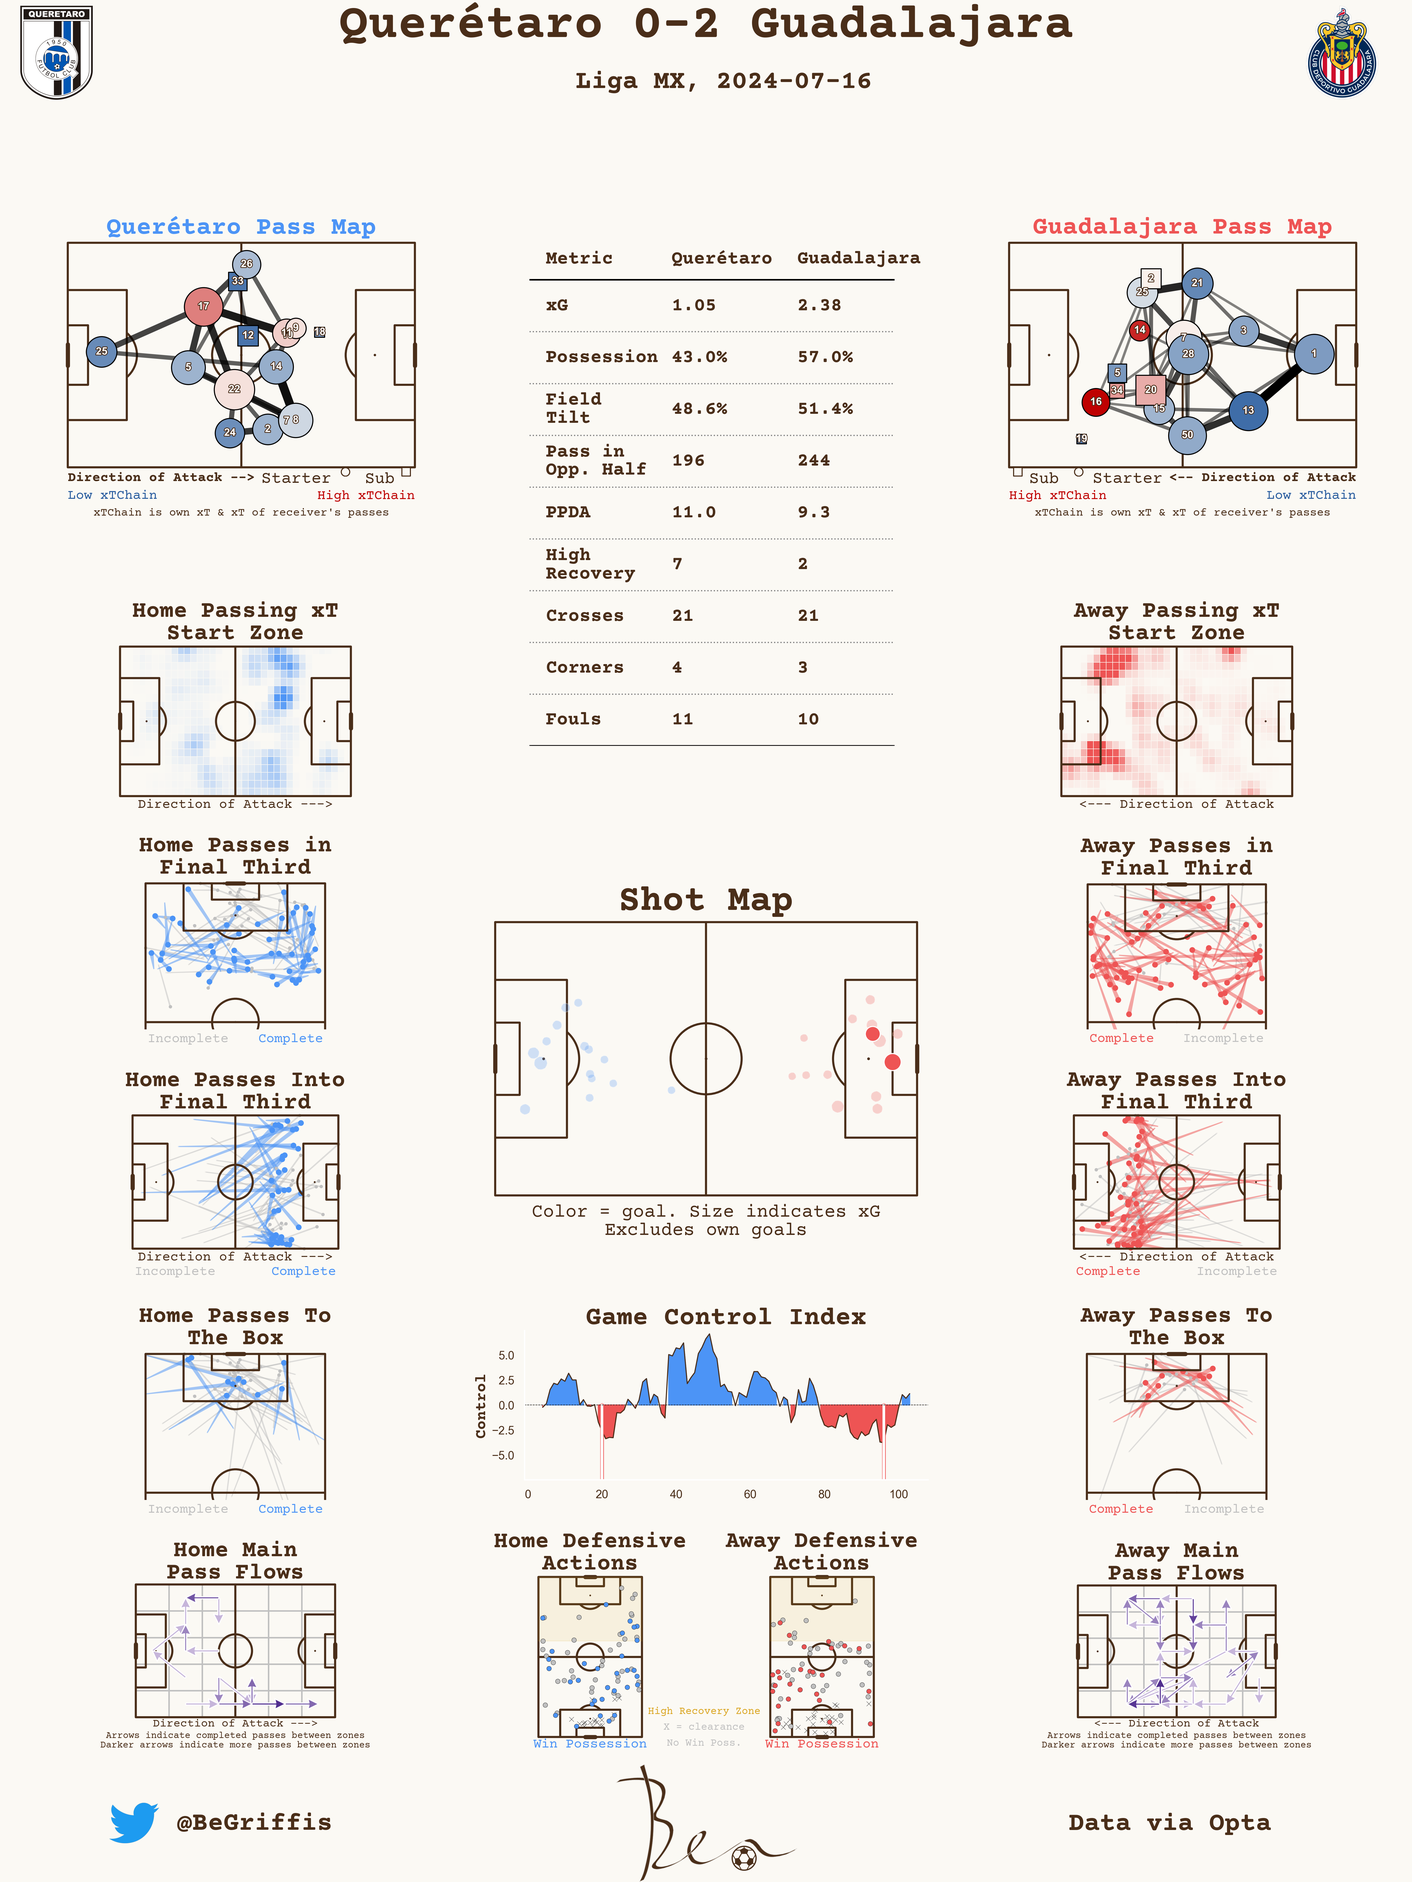 Querétaro 0-2 Guadalajara
Liga MX, 2024-07-16
QUERETARO
1950
FUTBOL CLUB
CLUB DEPORTIVO GUADALAJARA
Querétaro Pass Map
26
33
17
11
9
18
12
25
5
14
22
7
8
24
2
Direction of Attack --> Starter Sub
Low xTChain High xTChain
xTChain is own xT & xT of receiver's passes
Metric Querétaro Guadalajara
xG 1.05 2.38
Possession 43.0% 57.0%
Field
Tilt 48.6% 51.4%
Pass in
Opp. Half 196 244
PPDA 11.0 9.3
High
Recovery 7 2
Crosses 21 21
Corners 4 3
Fouls 11 10
Guadalajara Pass Map
2
21
25
14
3
7
28
1
5
34
20
16
15
13
50
19
Sub Starter <-- Direction of Attack
High xTChain Low xTChain
xTChain is own xT & xT of receiver's passes
Home Passing xT
Start Zone
Direction of Attack --->
Away Passing xT
Start Zone
<--- Direction of Attack
Home Passes in
Final Third
Incomplete Complete
Away Passes in
Final Third
Complete Incomplete
Shot Map
Color = goal. Size indicates xG
Excludes own goals
Home Passes Into
Final Third
Direction of Attack --->
Incomplete Complete
Away Passes Into
Final Third
<--- Direction of Attack
Complete Incomplete
Home Passes To
The Box
Incomplete Complete
Game Control Index
Control
5.0
2.5
0.0
−2.5
−5.0
0 20 40 60 80 100
Away Passes To
The Box
Complete Incomplete
Home Main
Pass Flows
Direction of Attack --->
Arrows indicate completed passes between zones
Darker arrows indicate more passes between zones
Home Defensive
Actions
Win Possession
High Recovery Zone
X = clearance
No Win Poss.
Away Defensive
Actions
Win Possession
Away Main
Pass Flows
<--- Direction of Attack
Arrows indicate completed passes between zones
Darker arrows indicate more passes between zones
@BeGriffis
Ben
Data via Opta